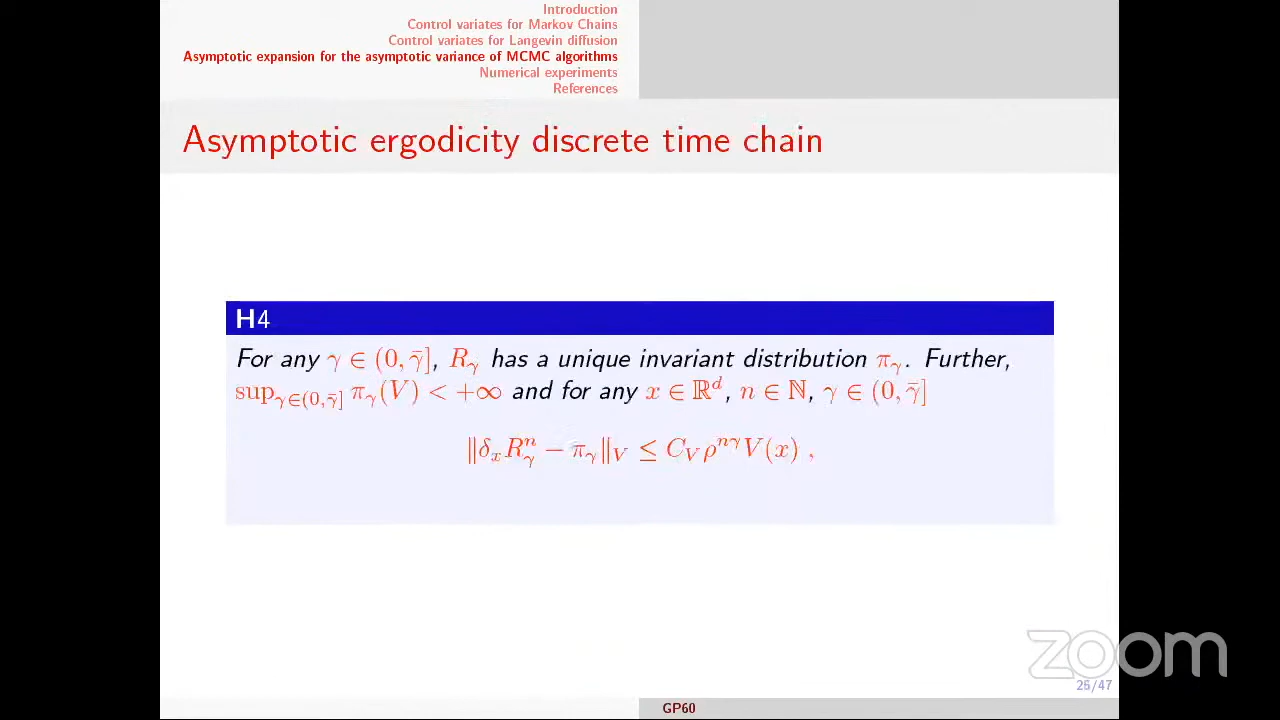 Introduction
Control variates for Markov Chains
Control variates for Langevin diffusion
Asymptotic expansion for the asymptotic variance of MCMC algorithms
Numerical experiments
References
Asymptotic ergodicity discrete time chain
H4
For any γ ∈ (0, γ̄], R_γ has a unique invariant distribution π_γ. Further,
sup_{γ∈(0,γ̄]} π_γ(V) < +∞ and for any x ∈ ℝ^d, n ∈ ℕ, γ ∈ (0, γ̄]
‖δ_x R_γ^n − π_γ‖_V ≤ C_V ρ^{nγ} V(x) ,
zoom
25/47
GP60